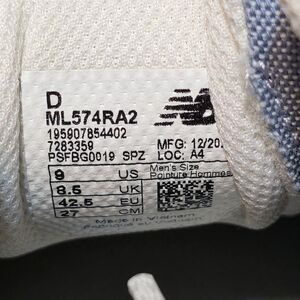 D
ML574RA2
195907854402
7283359
PSFBG0019 SPZ
MFG: 12/20
LOC: A4
9 US
8.5 UK
42.5 EU
27 CM
Men's Size
Pointure Hommes
Made in Vietnam